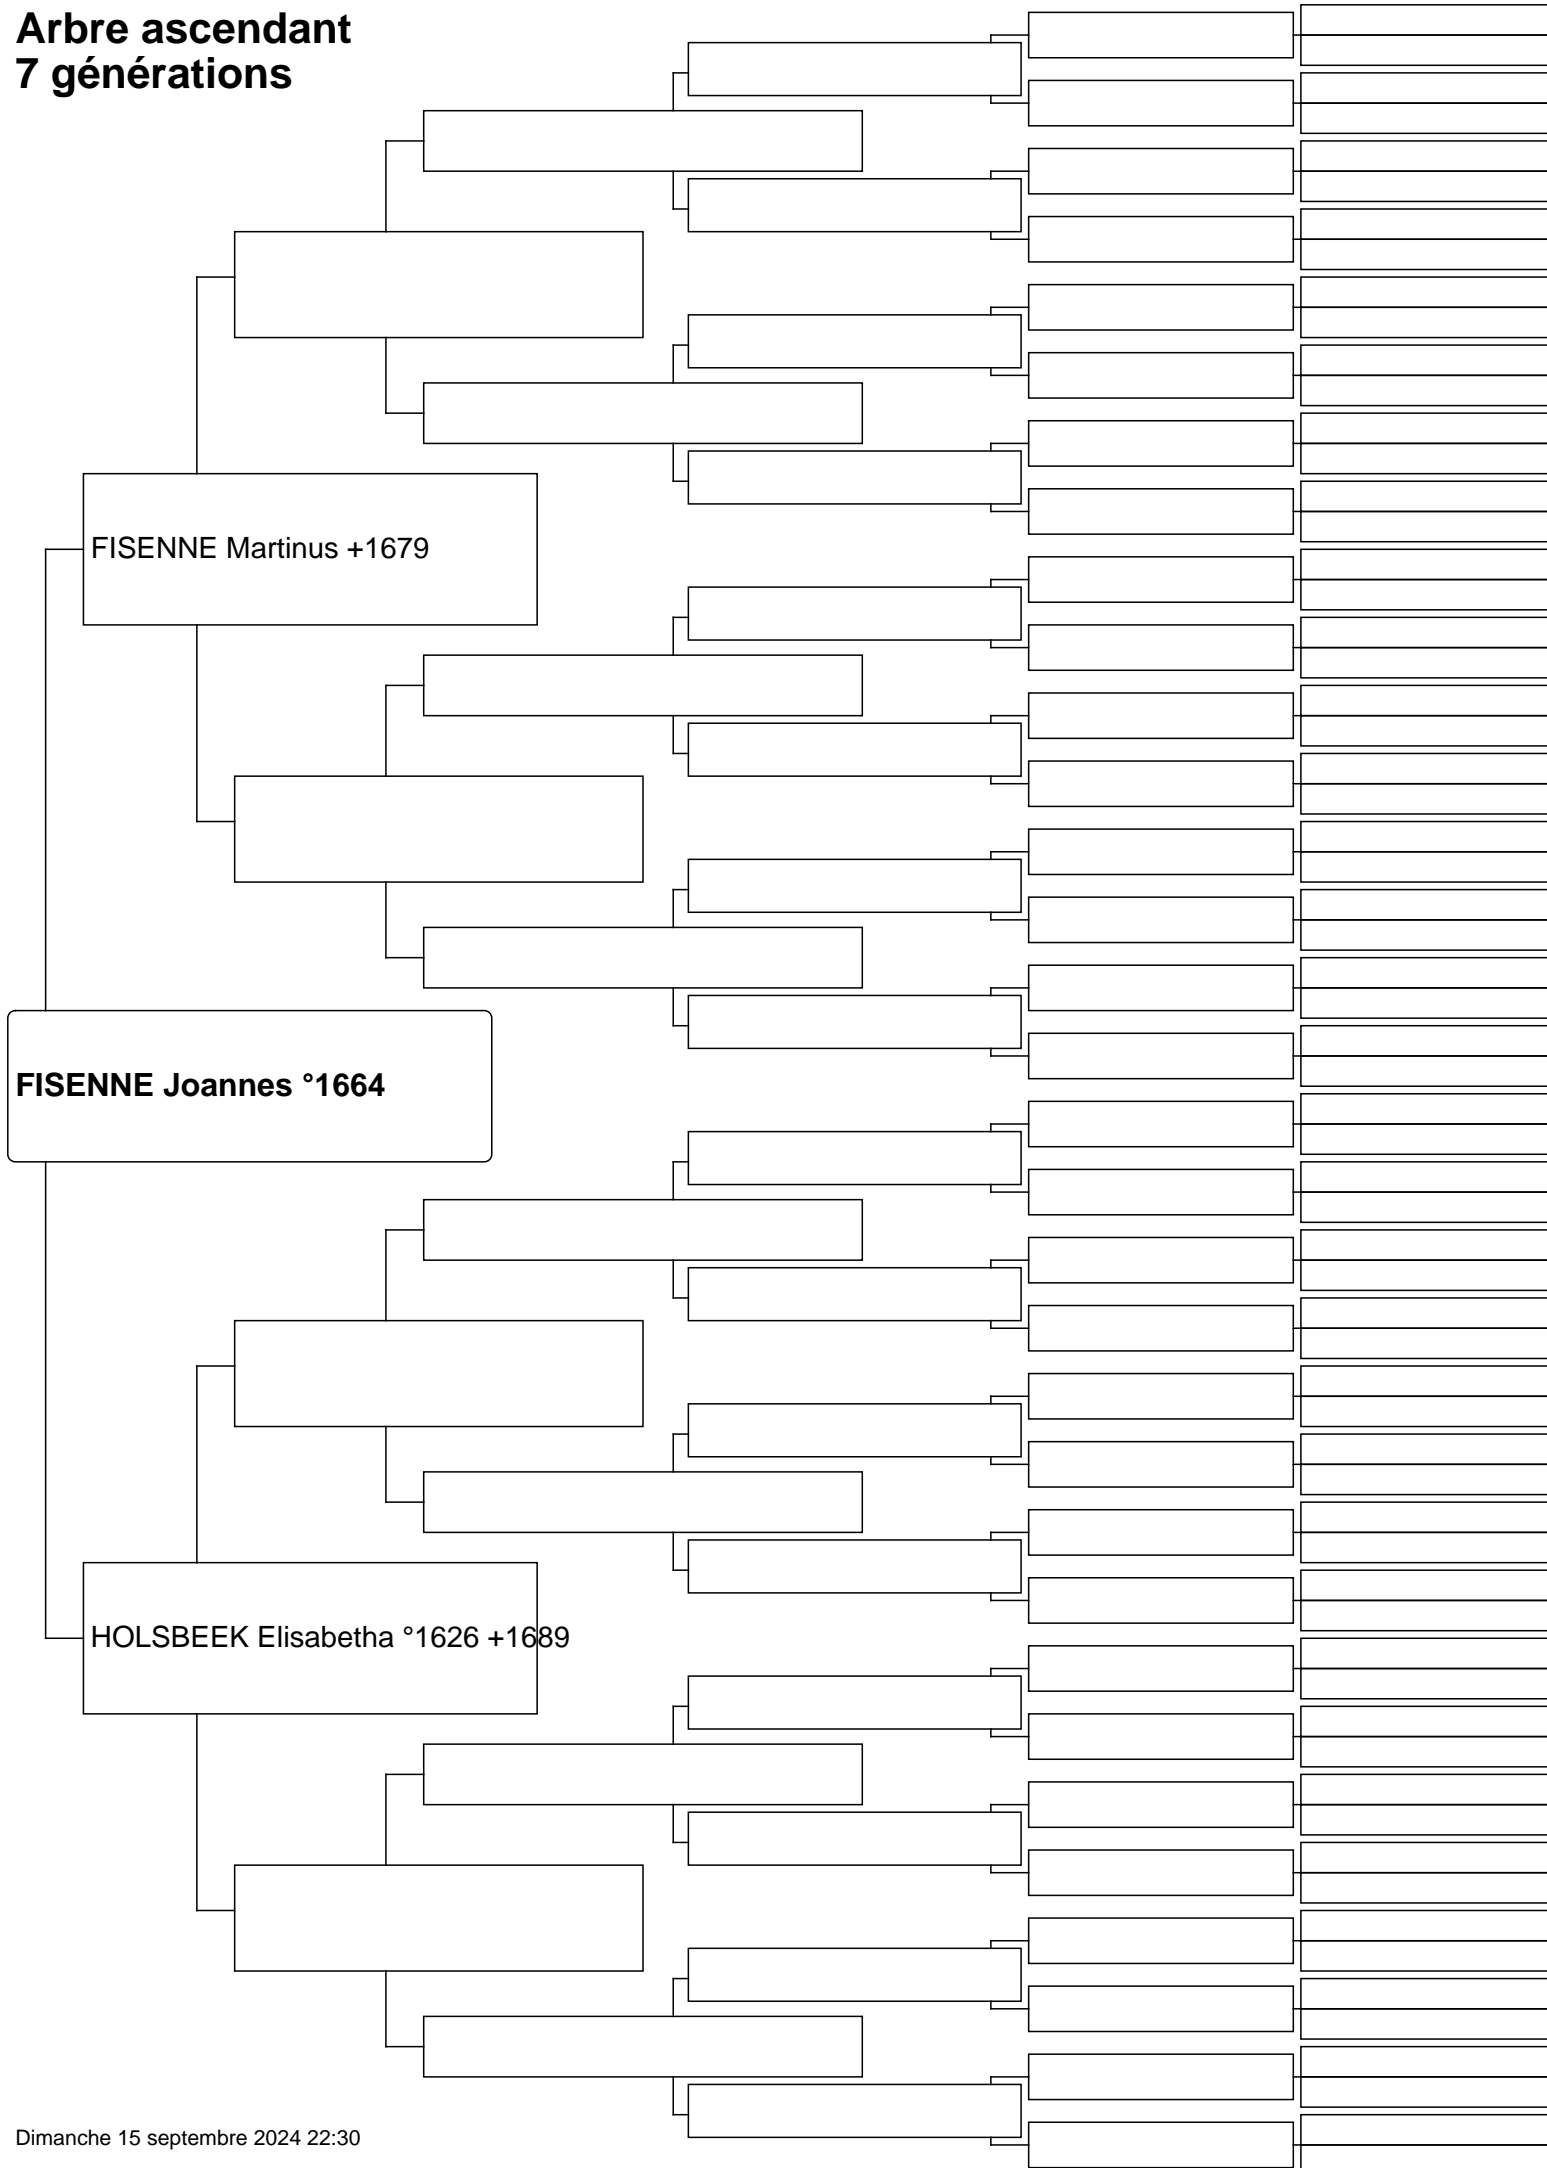 Arbre ascendant
7 générations
FISENNE Martinus +1679
FISENNE Joannes °1664
HOLSBEEK Elisabetha °1626 +1689
Dimanche 15 septembre 2024 22:30